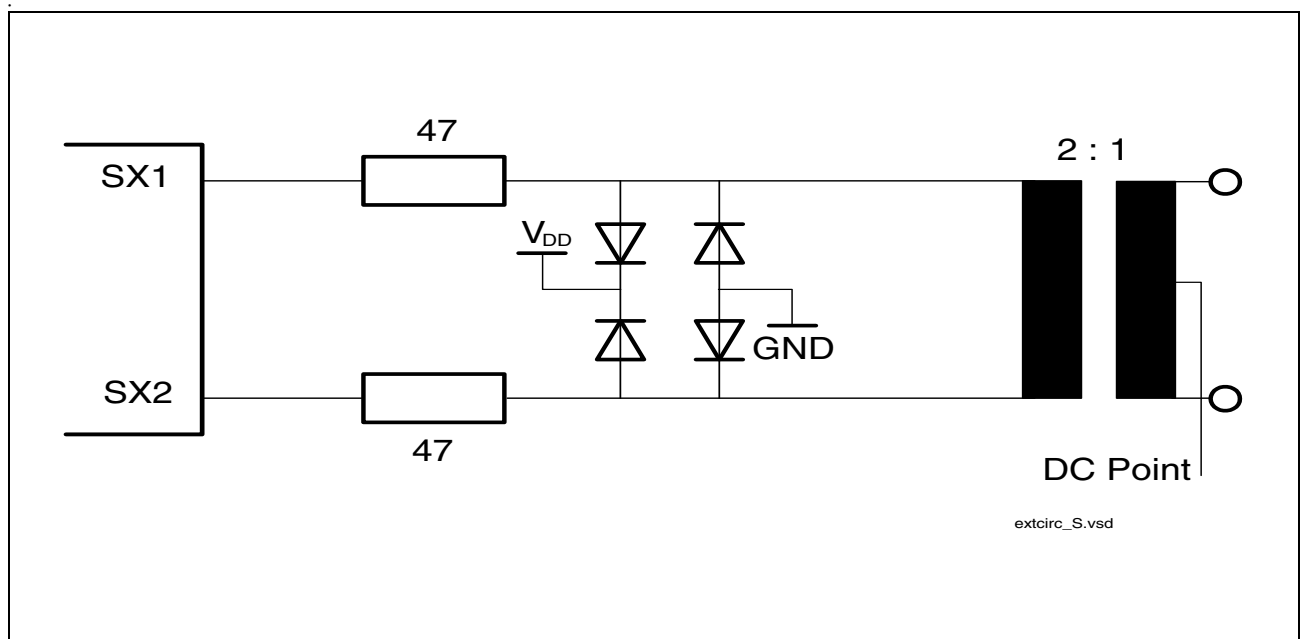 47
2 : 1
SX1
VDD
GND
SX2
47
DC Point
extcirc_S.vsd